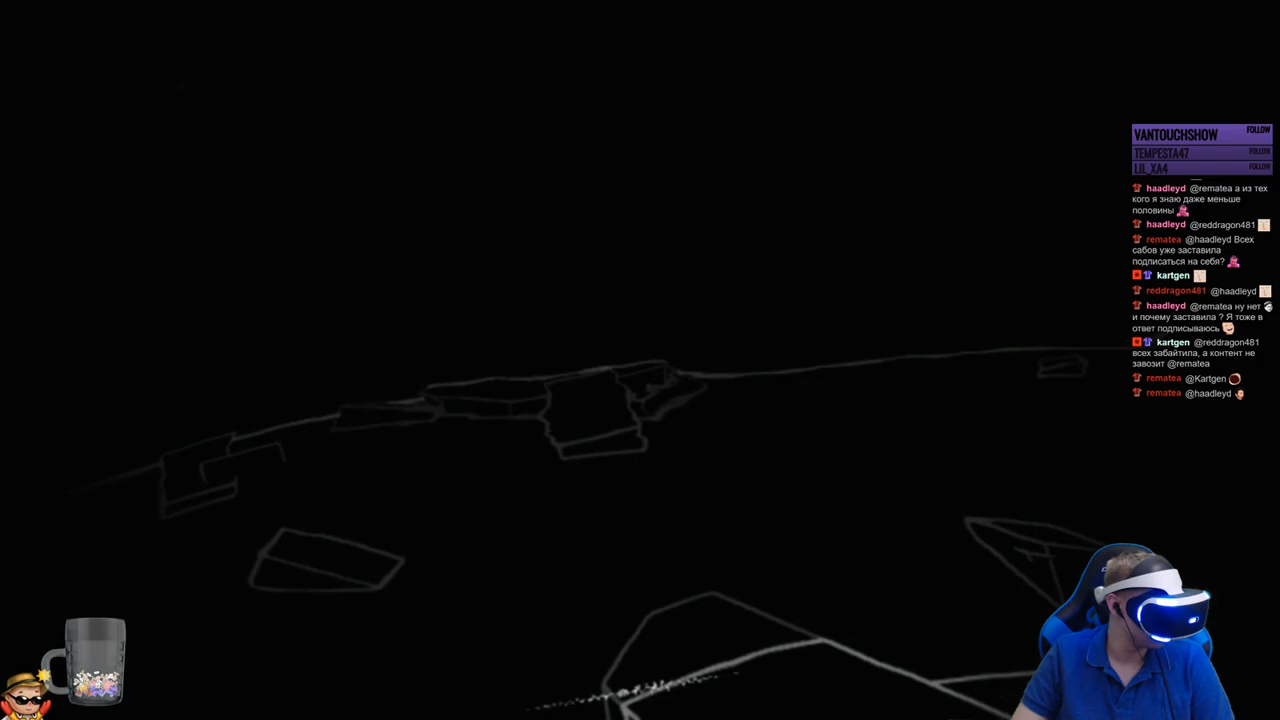 VANTOUCHSHOW FOLLOW
TEMPESTA47 FOLLOW
LIL_XA4 FOLLOW
haadleyd @rematea а из тех
кого я знаю даже меньше
половины
haadleyd @reddragon481
rematea @haadleyd Всех
сабов уже заставила
подписаться на себя?
kartgen
reddragon481 @haadleyd
haadleyd @rematea ну нет
и почему заставила ? Я тоже в
ответ подписываюсь
kartgen @reddragon481
всех забайтила, а контент не
завозит @rematea
rematea @Kartgen
rematea @haadleyd